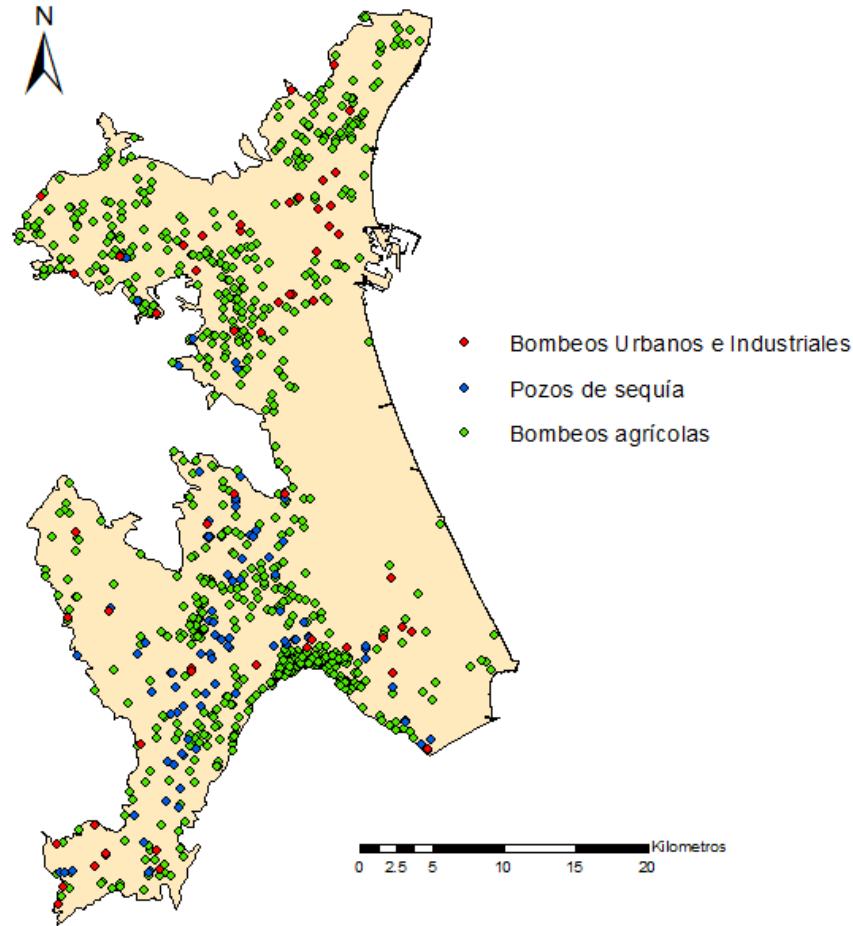 N
Bombeos Urbanos e Industriales
Pozos de sequía
Bombeos agrícolas
Kilometros
0 2.5 5 10 15 20